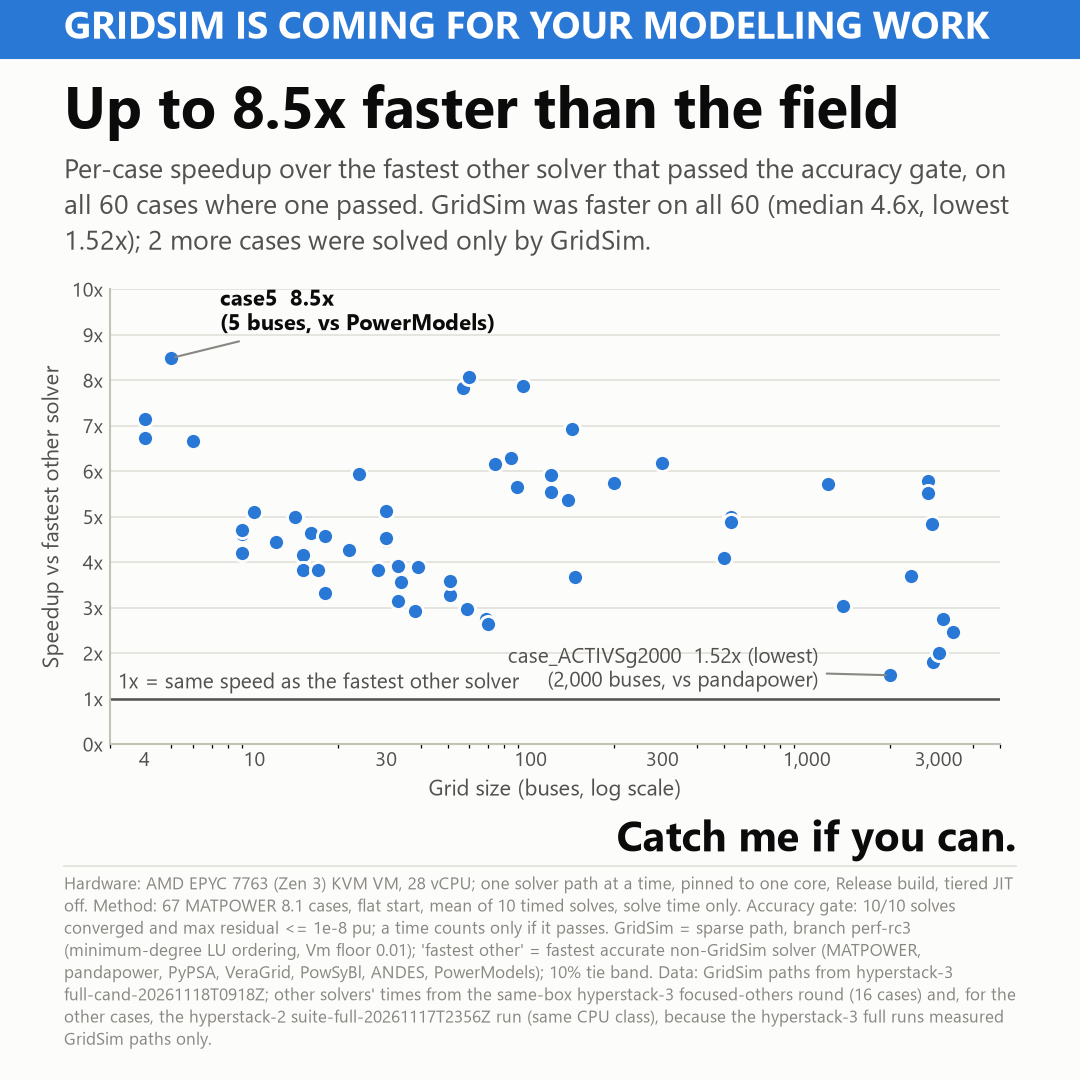 GRIDSIM IS COMING FOR YOUR MODELLING WORK
Up to 8.5x faster than the field
Per-case speedup over the fastest other solver that passed the accuracy gate, on
all 60 cases where one passed. GridSim was faster on all 60 (median 4.6x, lowest
1.52x); 2 more cases were solved only by GridSim.
10x
case5  8.5x
(5 buses, vs PowerModels)
9x
8x
7x
6x
5x
4x
3x
2x
1x
0x
Speedup vs fastest other solver
case_ACTIVSg2000  1.52x (lowest)
(2,000 buses, vs pandapower)
1x = same speed as the fastest other solver
4 10 30 100 300 1,000 3,000
Grid size (buses, log scale)
Catch me if you can.
Hardware: AMD EPYC 7763 (Zen 3) KVM VM, 28 vCPU; one solver path at a time, pinned to one core, Release build, tiered JIT
off. Method: 67 MATPOWER 8.1 cases, flat start, mean of 10 timed solves, solve time only. Accuracy gate: 10/10 solves
converged and max residual <= 1e-8 pu; a time counts only if it passes. GridSim = sparse path, branch perf-rc3
(minimum-degree LU ordering, Vm floor 0.01); 'fastest other' = fastest accurate non-GridSim solver (MATPOWER,
pandapower, PyPSA, VeraGrid, PowSyBl, ANDES, PowerModels); 10% tie band. Data: GridSim paths from hyperstack-3
full-cand-20261118T0918Z; other solvers' times from the same-box hyperstack-3 focused-others round (16 cases) and, for the
other cases, the hyperstack-2 suite-full-20261117T2356Z run (same CPU class), because the hyperstack-3 full runs measured
GridSim paths only.